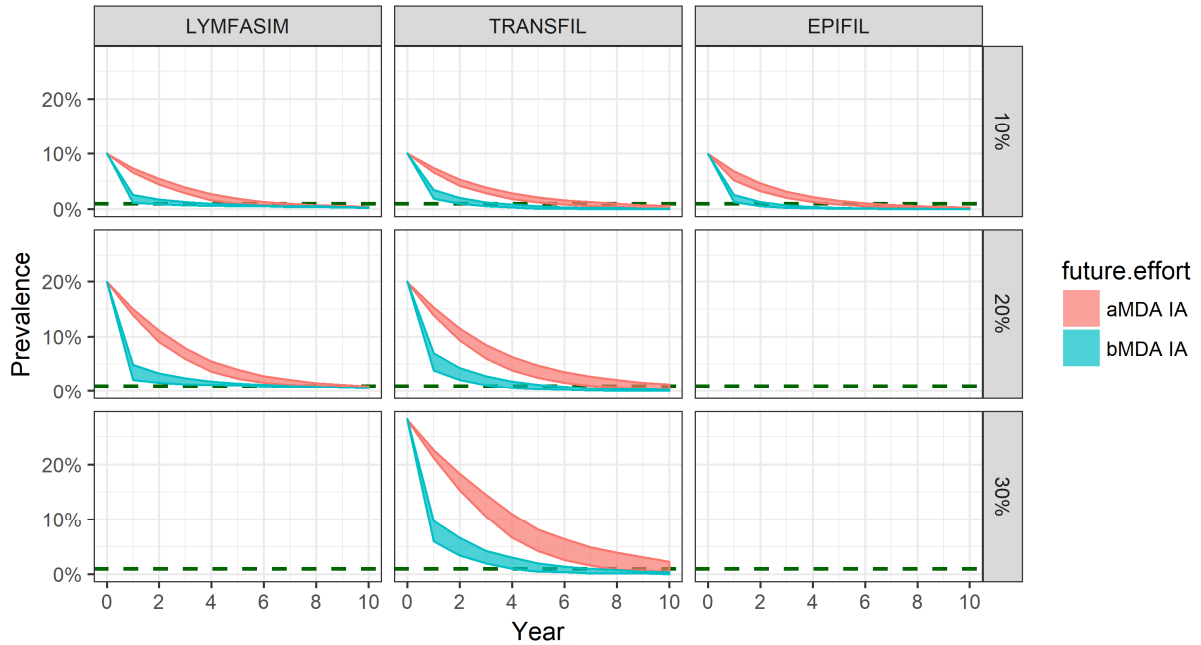 LYMFASIM TRANSFIL EPIFIL
20%
10%
0%
10%
20%
10%
0%
20%
20%
10%
0%
30%
Prevalence
0 2 4 6 8 10 0 2 4 6 8 10 0 2 4 6 8 10
Year
future.effort
aMDA IA
bMDA IA